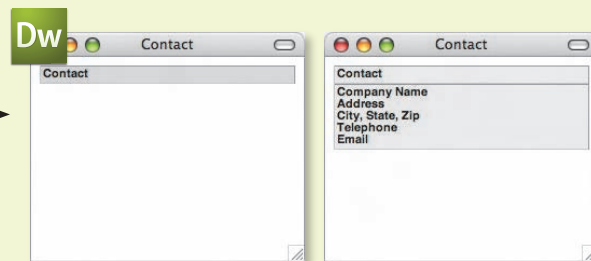 Dw
Contact
Contact
Contact
Contact
Company Name
Address
City, State, Zip
Telephone
Email